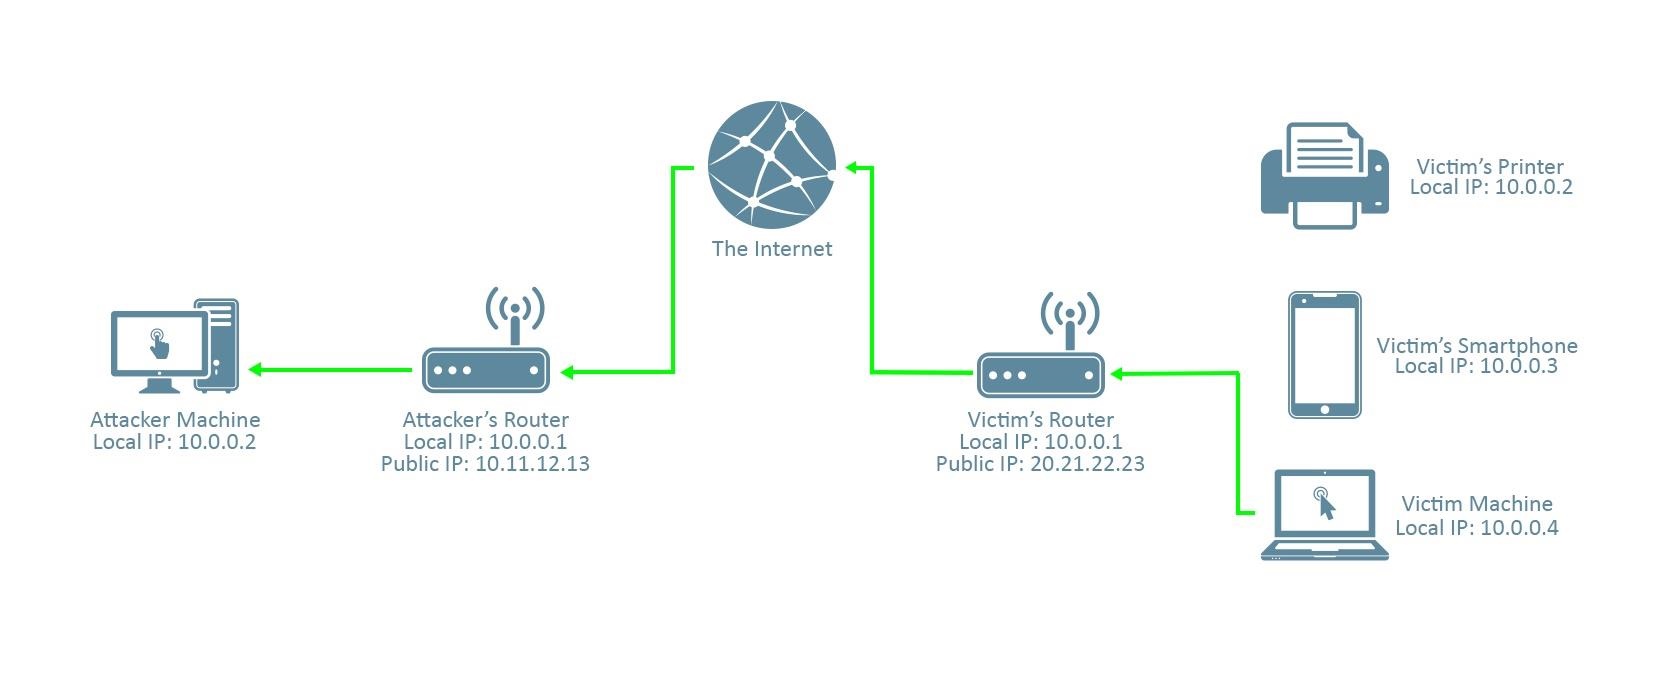 The Internet
Attacker Machine
Local IP: 10.0.0.2
Attacker’s Router
Local IP: 10.0.0.1
Public IP: 10.11.12.13
Victim’s Router
Local IP: 10.0.0.1
Public IP: 20.21.22.23
Victim’s Printer
Local IP: 10.0.0.2
Victim’s Smartphone
Local IP: 10.0.0.3
Victim Machine
Local IP: 10.0.0.4